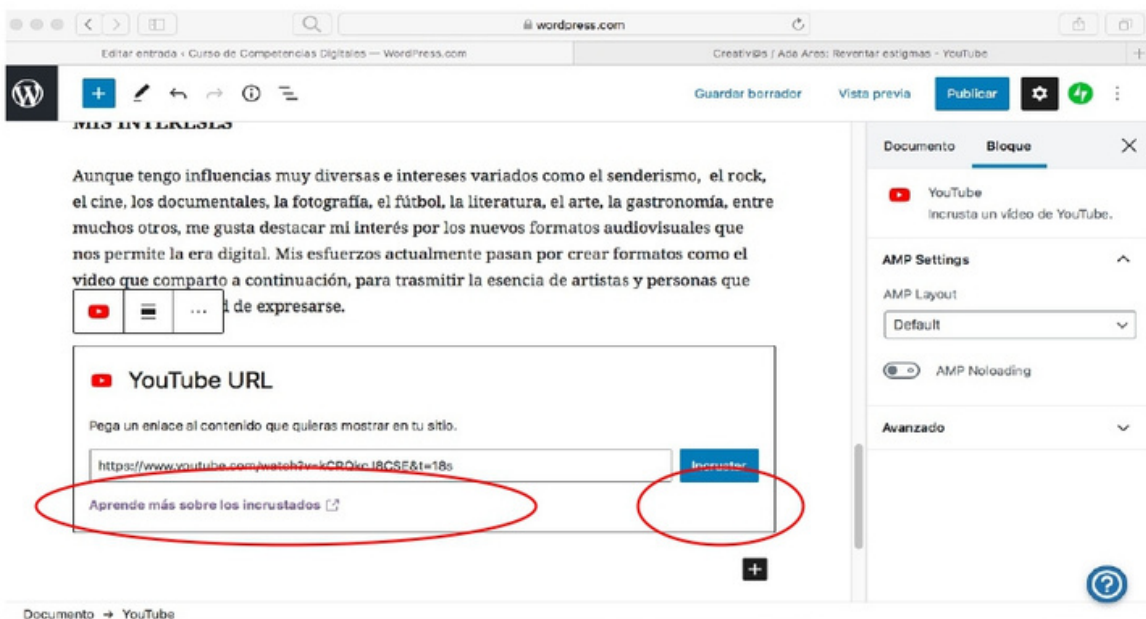 wordpress.com
Editar entrada ‹ Curso de Competencias Digitales — WordPress.com
Creativ@s / Ada Ares: Reventar estigmas - YouTube
Guardar borrador
Vista previa
Publicar
MIS INTERESES
Aunque tengo influencias muy diversas e intereses variados como el senderismo, el rock,
el cine, los documentales, la fotografía, el fútbol, la literatura, el arte, la gastronomía, entre
muchos otros, me gusta destacar mi interés por los nuevos formatos audiovisuales que
nos permite la era digital. Mis esfuerzos actualmente pasan por crear formatos como el
video que comparto a continuación, para trasmitir la esencia de artistas y personas que
de expresarse.
YouTube URL
Pega un enlace al contenido que quieras mostrar en tu sitio.
Incrustar
Aprende más sobre los incrustados
Documento
Bloque
YouTube
Incrusta un vídeo de YouTube.
AMP Settings
AMP Layout
Default
AMP Noloading
Avanzado
Documento → YouTube